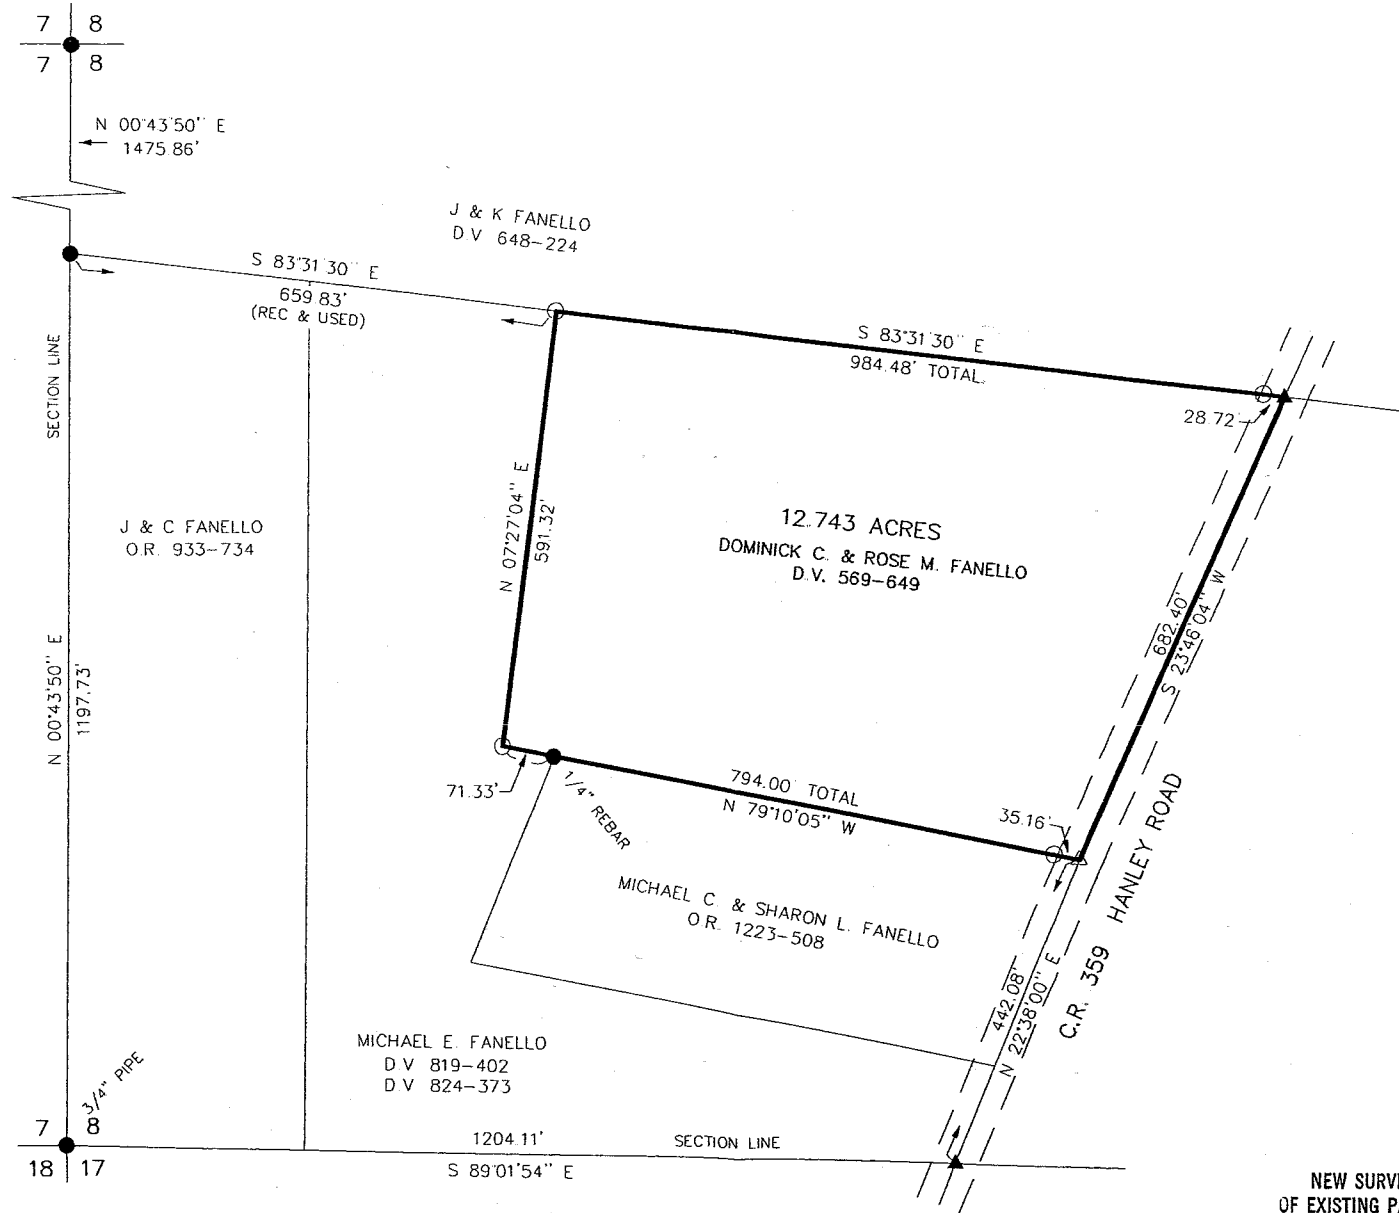 7 8
7 8
N 00°43'50" E
1475.86'
J & K FANELLO
D.V. 648-224
S 83°31'30" E
659.83'
(REC & USED)
S 83°31'30" E
984.48' TOTAL
28.72'
SECTION LINE
N 07°27'04" E
591.32'
12.743 ACRES
DOMINICK C. & ROSE M. FANELLO
D.V. 569-649
J & C FANELLO
O.R. 933-734
682.40'
S 23°46'04" W
N 00°43'50" E
1197.73'
71.33'
1/4" REBAR
794.00' TOTAL
N 79°10'05" W
35.16'
MICHAEL C. & SHARON L. FANELLO
O.R. 1223-508
C.R. 359 HANLEY ROAD
442.08'
N 22°38'00" E
MICHAEL E. FANELLO
D.V. 819-402
D.V. 824-373
3/4" PIPE
7 8
18 17
1204.11'
SECTION LINE
S 89°01'54" E
NEW SURV
OF EXISTING P